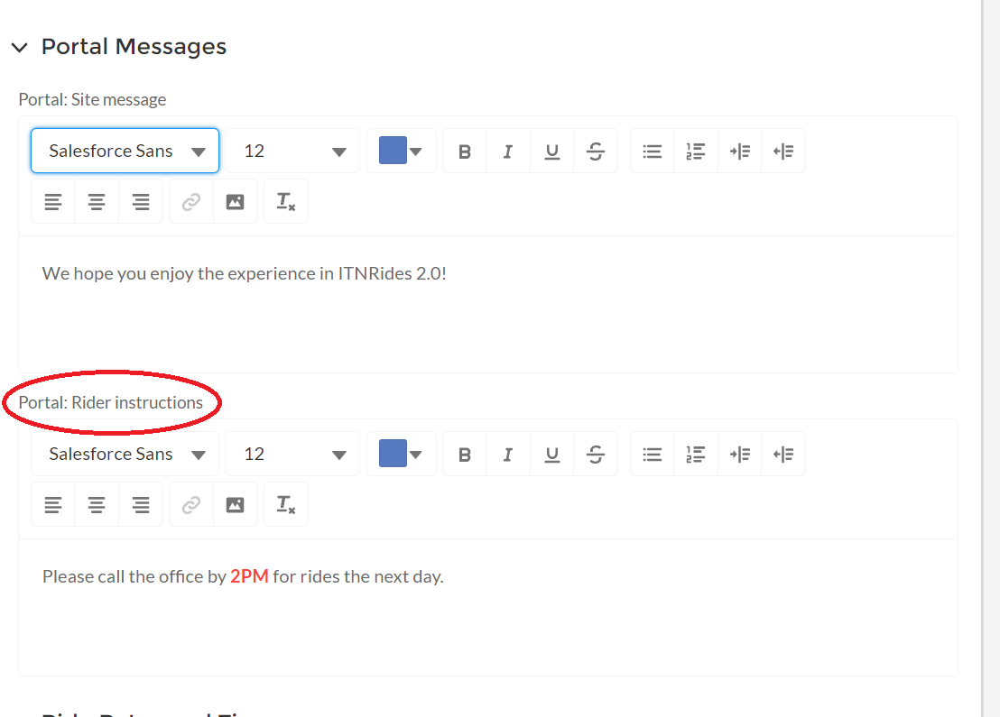 Portal Messages
Portal: Site message
Salesforce Sans 12
We hope you enjoy the experience in ITNRides 2.0!
Portal: Rider instructions
Salesforce Sans 12
Please call the office by 2PM for rides the next day.